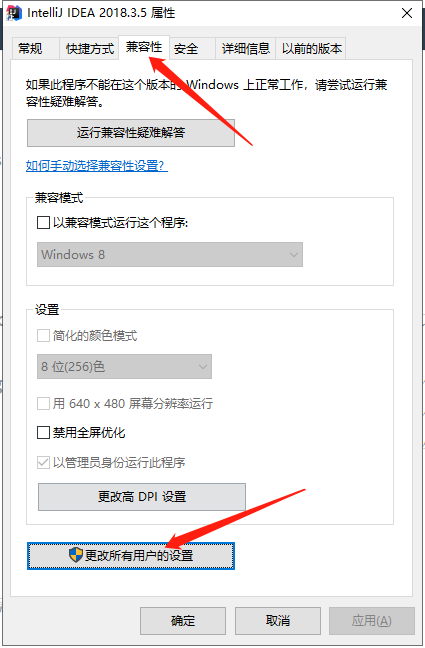 IntelliJ IDEA 2018.3.5 属性
常规 快捷方式 兼容性 安全 详细信息 以前的版本
如果此程序不能在这个版本的 Windows 上正常工作，请尝试运行兼
容性疑难解答。
运行兼容性疑难解答
如何手动选择兼容性设置?
兼容模式
以兼容模式运行这个程序:
Windows 8
设置
简化的颜色模式
8 位(256)色
用 640 x 480 屏幕分辨率运行
禁用全屏优化
以管理员身份运行此程序
更改高 DPI 设置
更改所有用户的设置
确定 取消 应用(A)